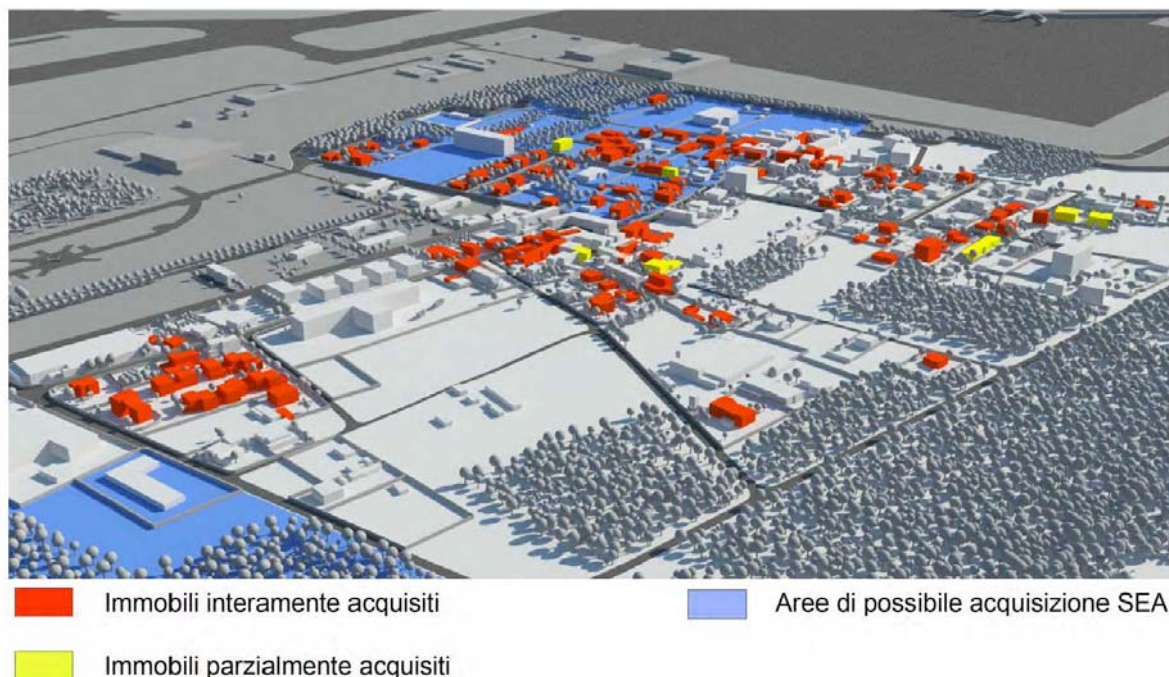 Immobili interamente acquisiti
Aree di possibile acquisizione SEA
Immobili parzialmente acquisiti